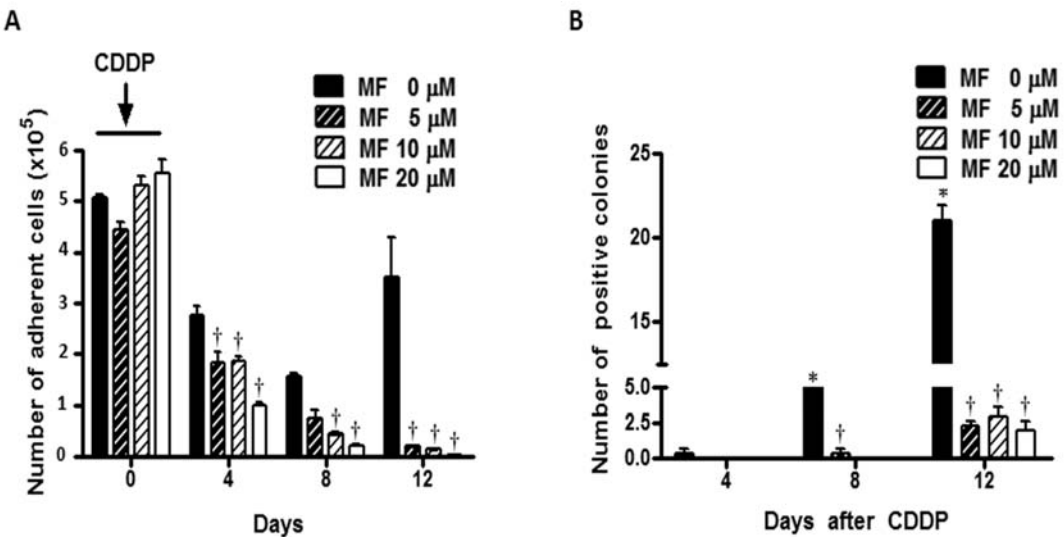 A
CDDP
MF 0 μM
MF 5 μM
MF 10 μM
MF 20 μM
Number of adherent cells (x10⁵)
6
5
4
3
2
1
0
† † †
† †
† † †
0 4 8 12
Days
B
MF 0 μM
MF 5 μM
MF 10 μM
MF 20 μM
Number of positive colonies
25
20
15
5.0
2.5
0.0
*
†
*
† † †
4 8 12
Days after CDDP